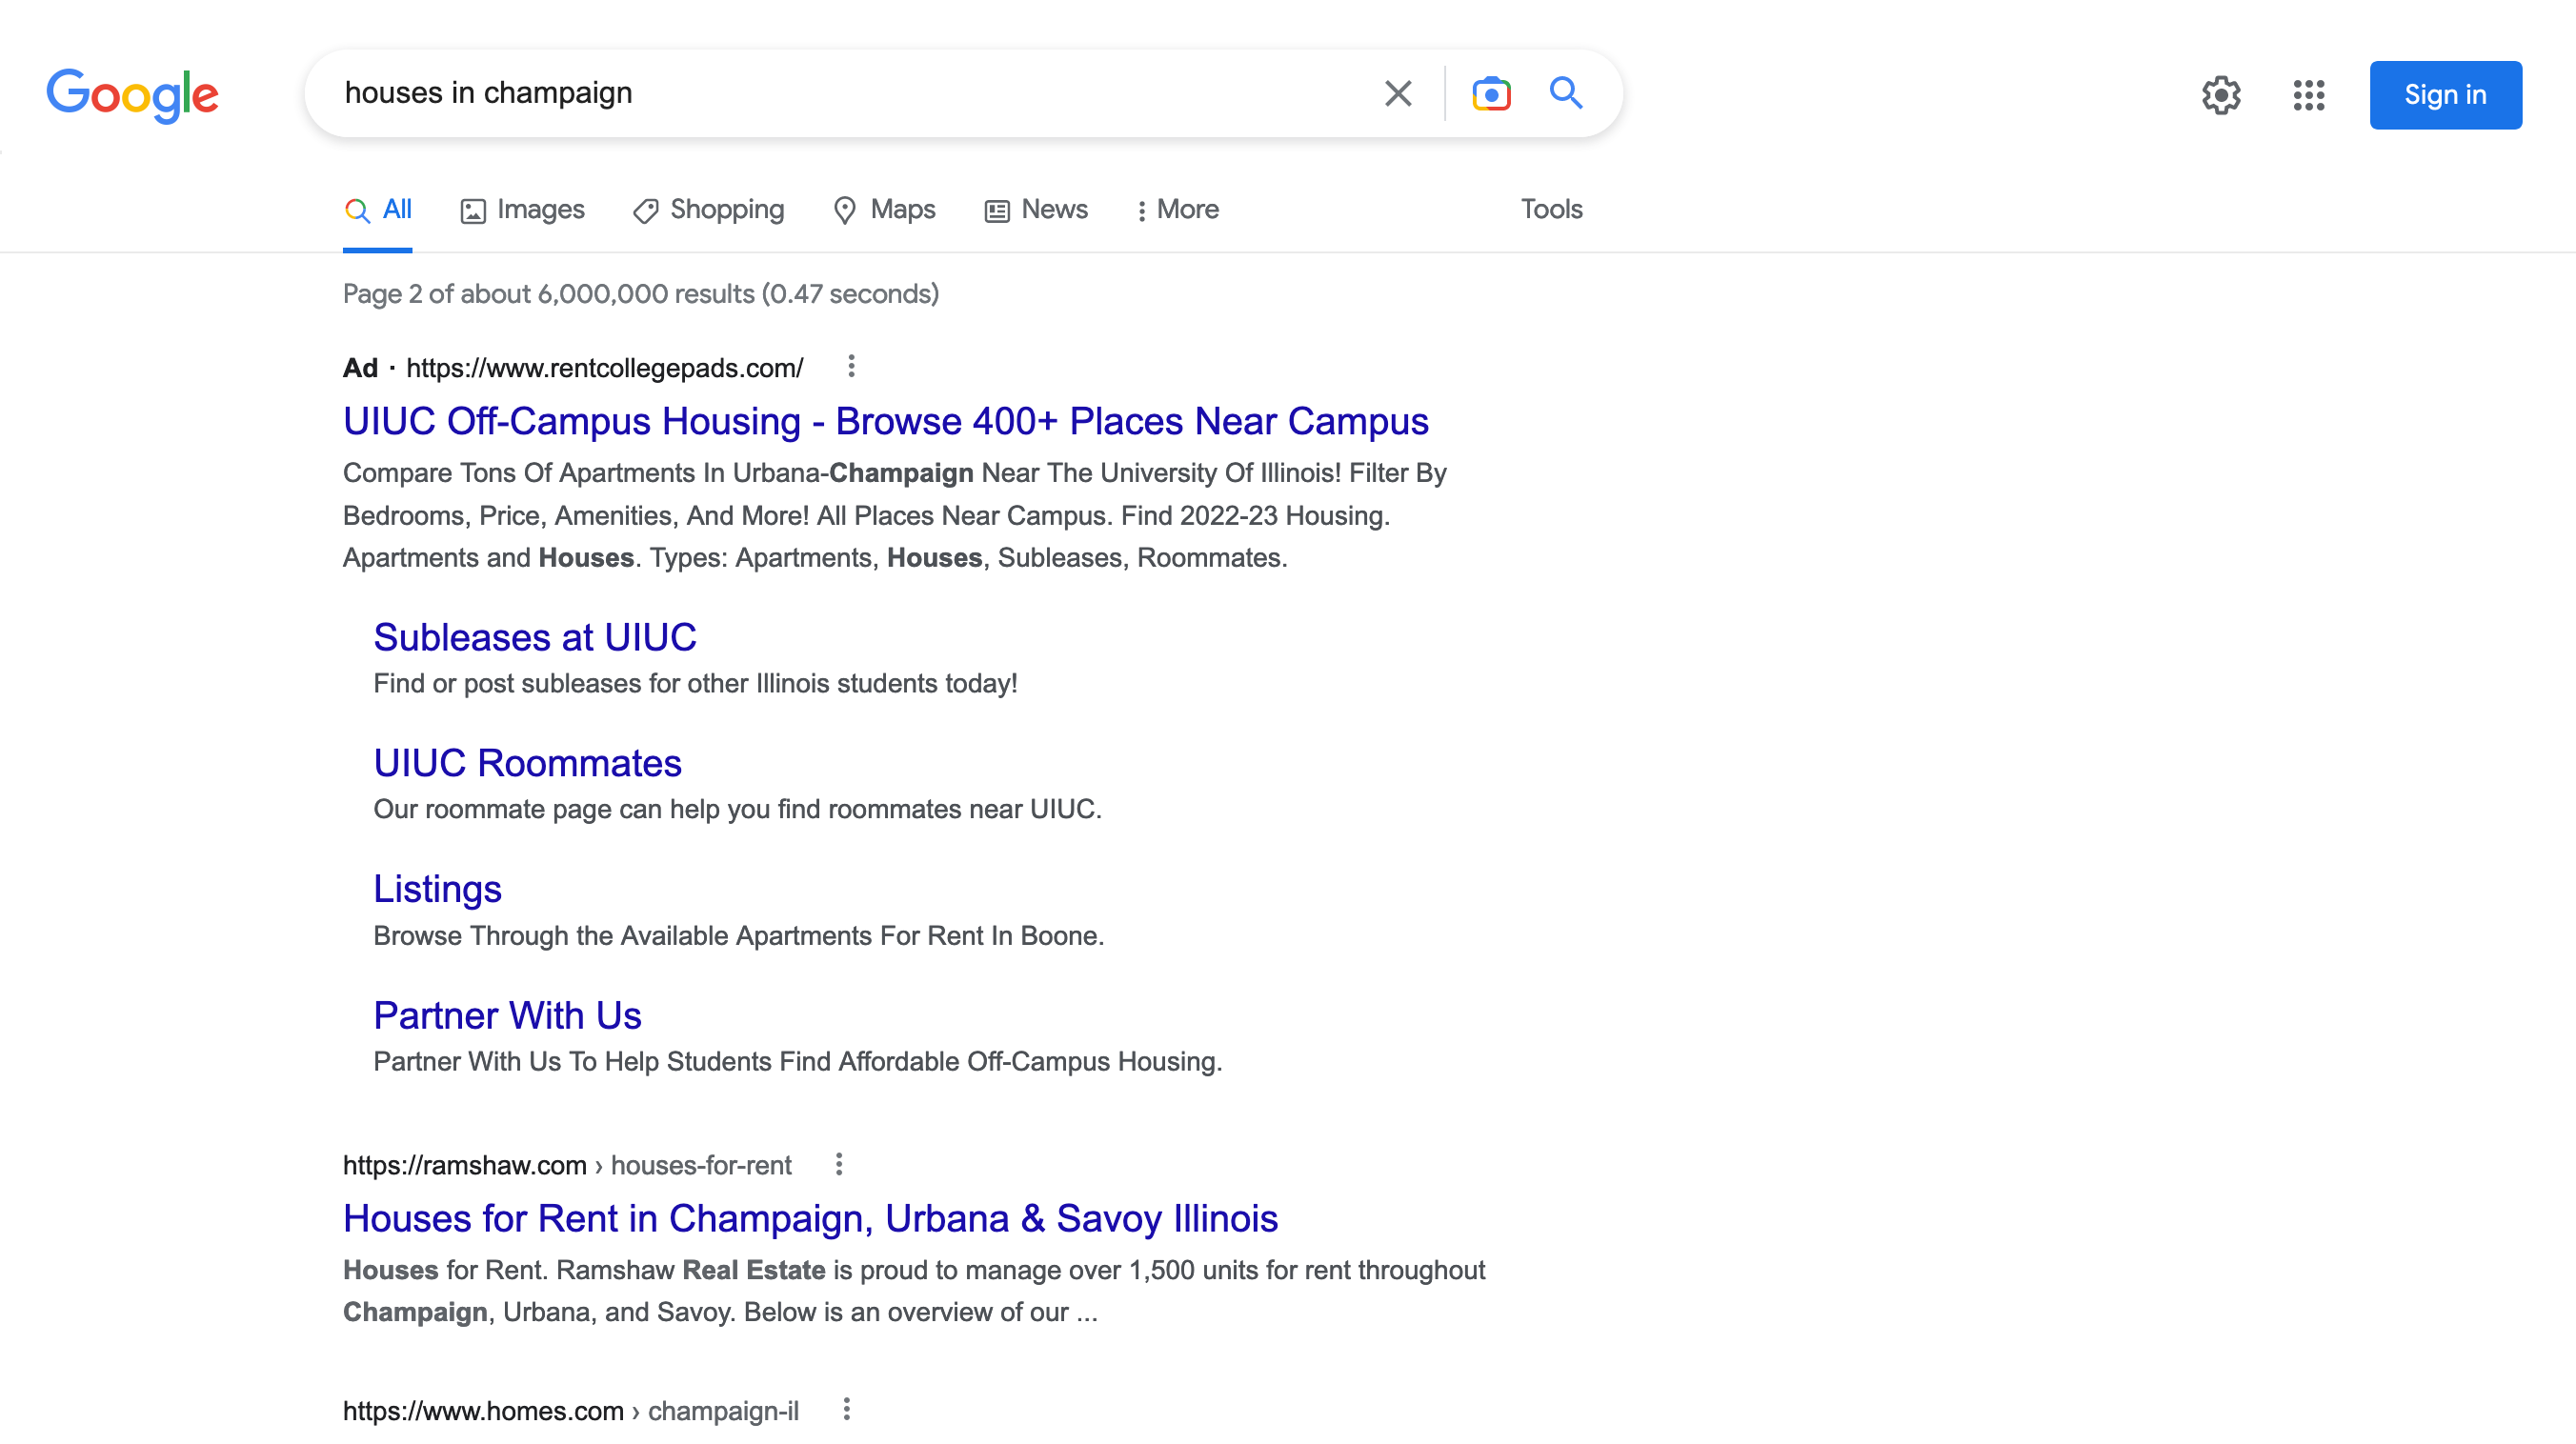 Google
houses in champaign
Sign in
All Images Shopping Maps News More Tools
Page 2 of about 6,000,000 results (0.47 seconds)
Ad · https://www.rentcollegepads.com/
UIUC Off-Campus Housing - Browse 400+ Places Near Campus
Compare Tons Of Apartments In Urbana-Champaign Near The University Of Illinois! Filter By
Bedrooms, Price, Amenities, And More! All Places Near Campus. Find 2022-23 Housing.
Apartments and Houses. Types: Apartments, Houses, Subleases, Roommates.
Subleases at UIUC
Find or post subleases for other Illinois students today!
UIUC Roommates
Our roommate page can help you find roommates near UIUC.
Listings
Browse Through the Available Apartments For Rent In Boone.
Partner With Us
Partner With Us To Help Students Find Affordable Off-Campus Housing.
https://ramshaw.com › houses-for-rent
Houses for Rent in Champaign, Urbana & Savoy Illinois
Houses for Rent. Ramshaw Real Estate is proud to manage over 1,500 units for rent throughout
Champaign, Urbana, and Savoy. Below is an overview of our ...
https://www.homes.com › champaign-il